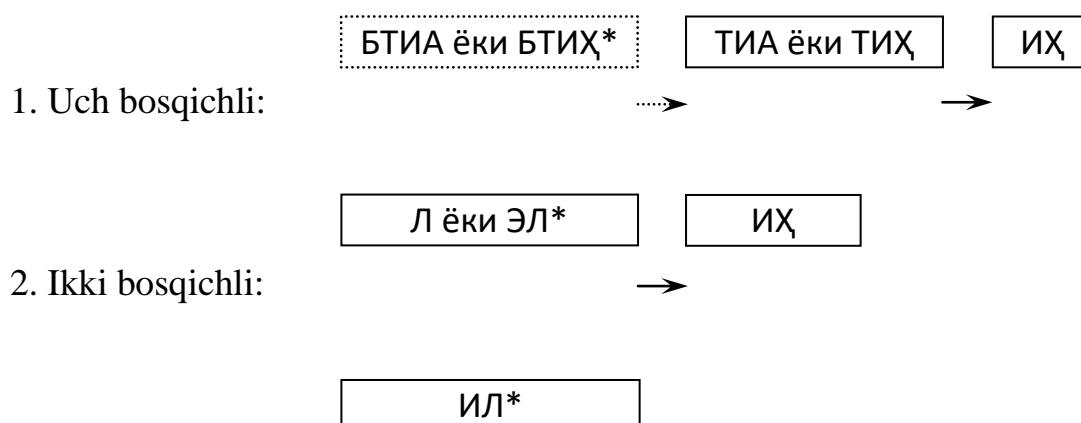 БТИА ёки БТИҲ* ТИА ёки ТИҲ ИҲ
1. Uch bosqichli:
Л ёки ЭЛ* ИҲ
2. Ikki bosqichli:
ИЛ*